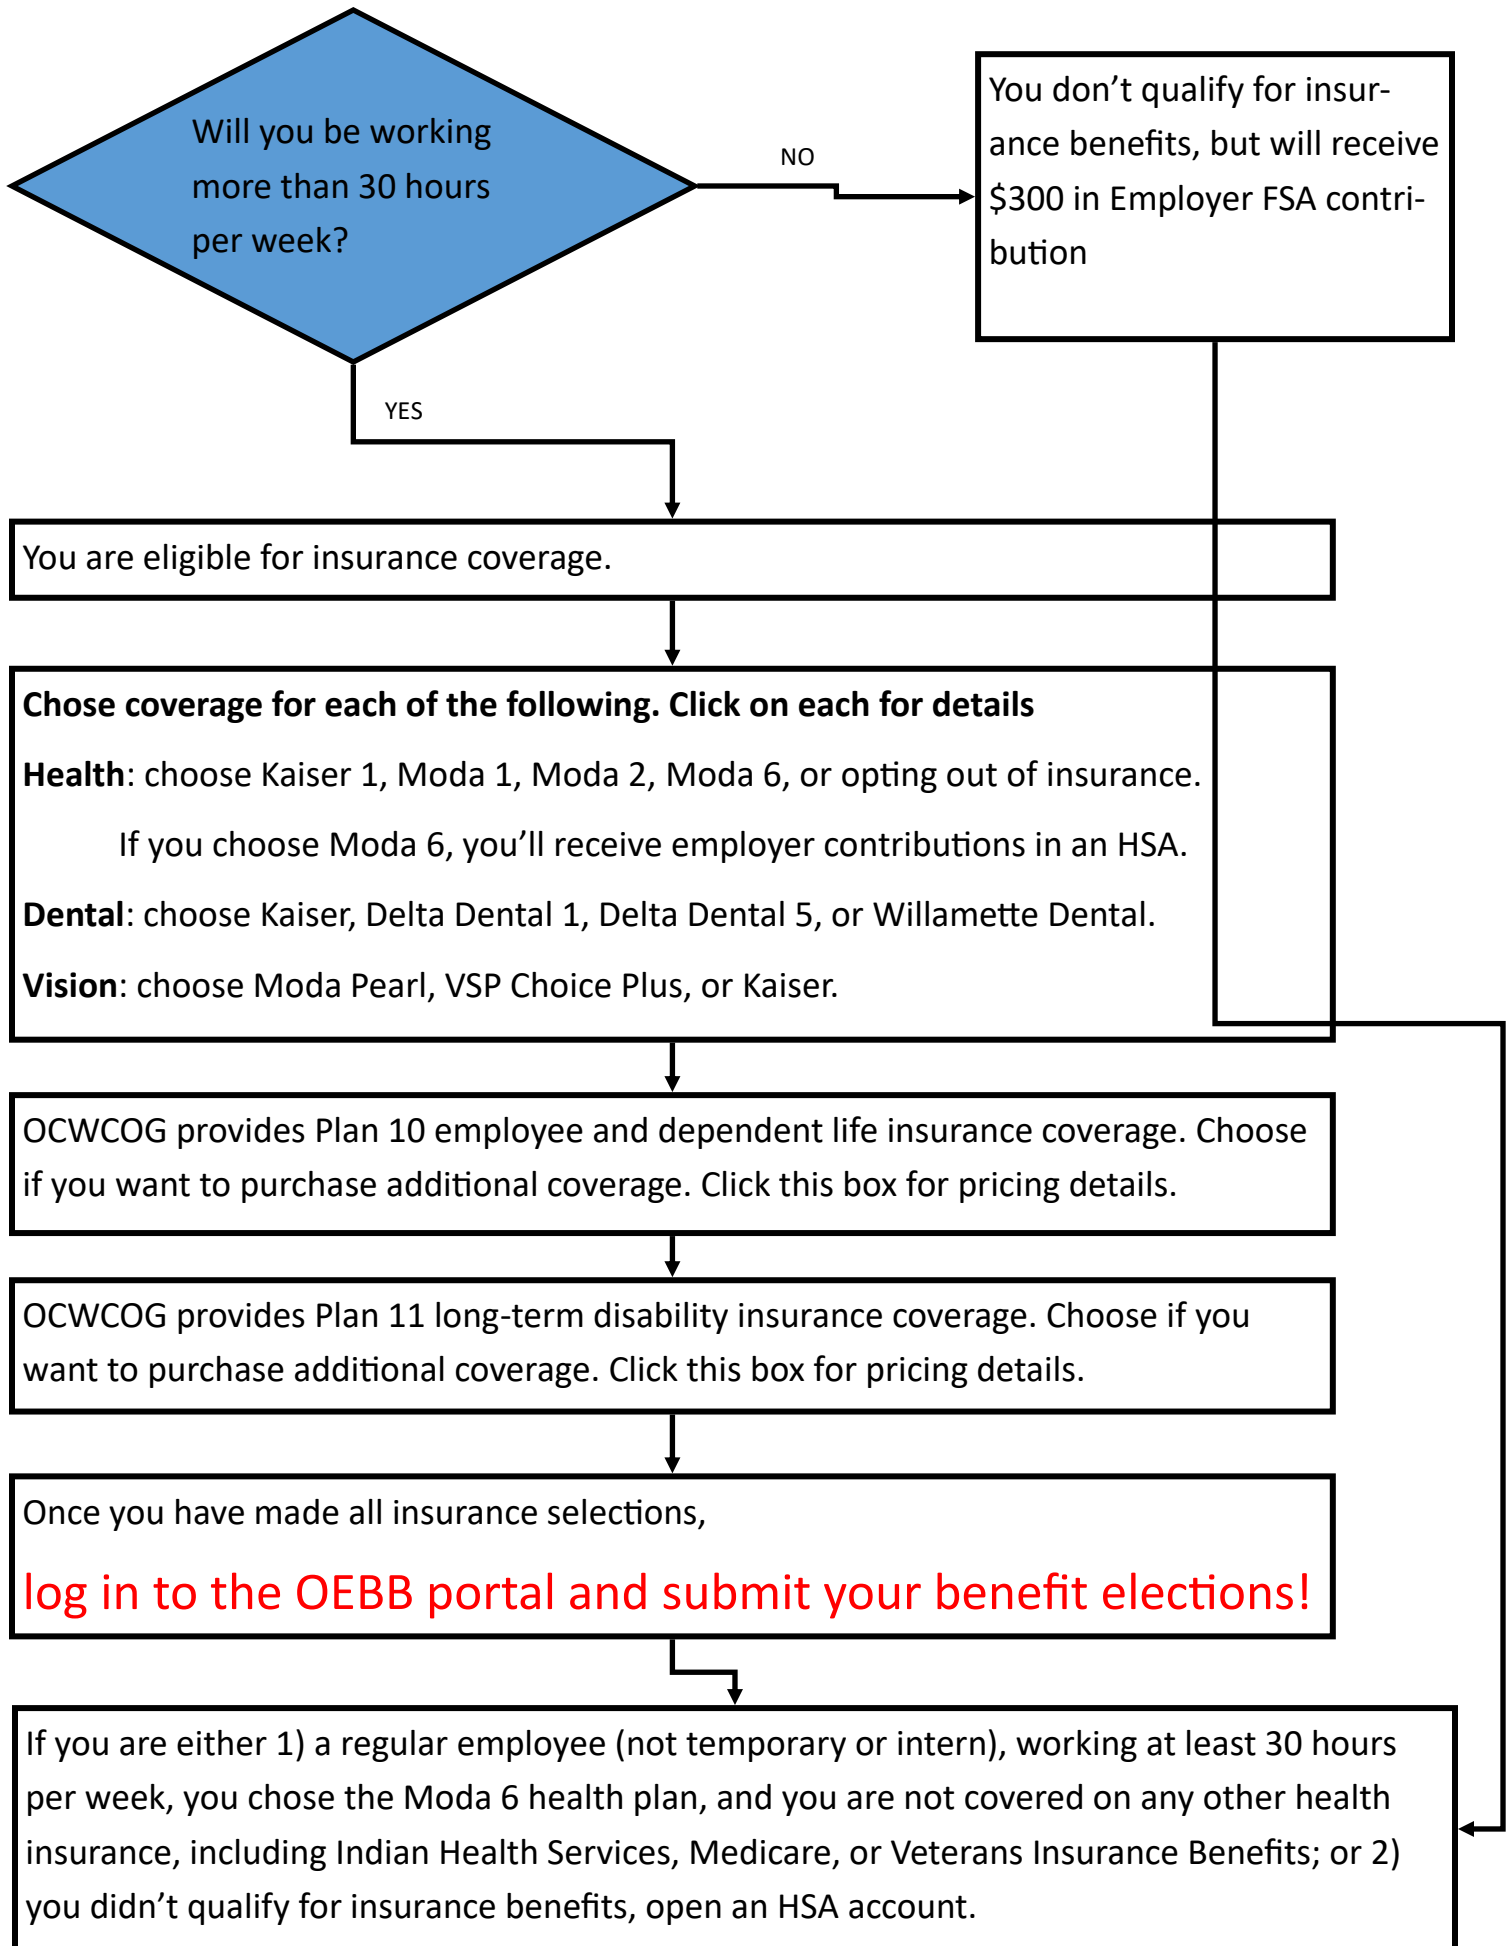 Will you be working
more than 30 hours
per week?
NO
You don’t qualify for insur-
ance benefits, but will receive
$300 in Employer FSA contri-
bution
YES
You are eligible for insurance coverage.
Chose coverage for each of the following. Click on each for details
Health: choose Kaiser 1, Moda 1, Moda 2, Moda 6, or opting out of insurance.
If you choose Moda 6, you’ll receive employer contributions in an HSA.
Dental: choose Kaiser, Delta Dental 1, Delta Dental 5, or Willamette Dental.
Vision: choose Moda Pearl, VSP Choice Plus, or Kaiser.
OCWCOG provides Plan 10 employee and dependent life insurance coverage. Choose
if you want to purchase additional coverage. Click this box for pricing details.
OCWCOG provides Plan 11 long-term disability insurance coverage. Choose if you
want to purchase additional coverage. Click this box for pricing details.
Once you have made all insurance selections,
log in to the OEBB portal and submit your benefit elections!
If you are either 1) a regular employee (not temporary or intern), working at least 30 hours
per week, you chose the Moda 6 health plan, and you are not covered on any other health
insurance, including Indian Health Services, Medicare, or Veterans Insurance Benefits; or 2)
you didn’t qualify for insurance benefits, open an HSA account.